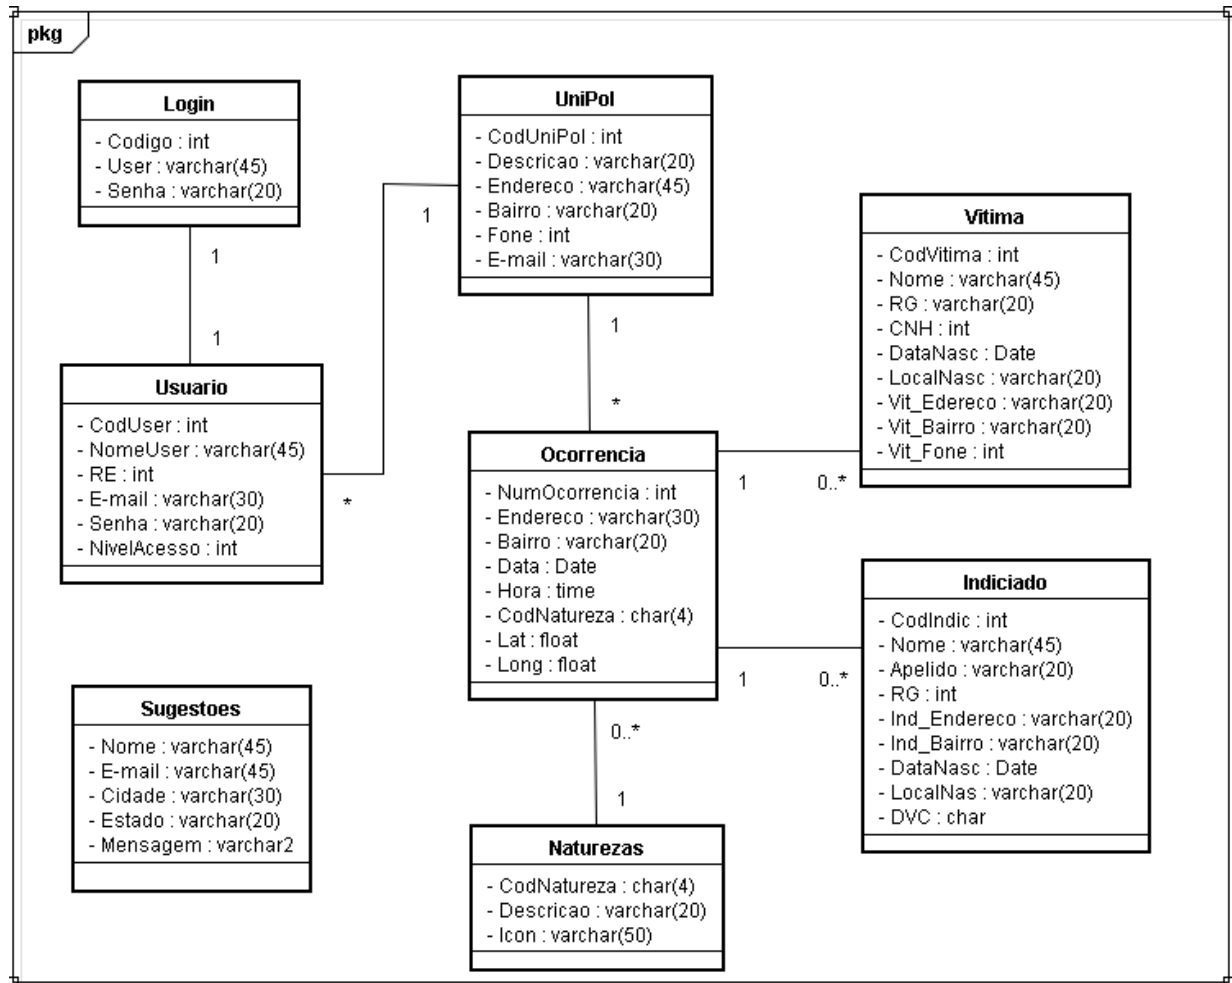 pkg
Login
- Codigo : int
- User : varchar(45)
- Senha : varchar(20)
1
1
Usuario
- CodUser : int
- NomeUser : varchar(45)
- RE : int
- E-mail : varchar(30)
- Senha : varchar(20)
- NivelAcesso : int
*
1
UniPol
- CodUniPol : int
- Descricao : varchar(20)
- Endereco : varchar(45)
- Bairro : varchar(20)
- Fone : int
- E-mail : varchar(30)
1
*
Ocorrencia
- NumOcorrencia : int
- Endereco : varchar(30)
- Bairro : varchar(20)
- Data : Date
- Hora : time
- CodNatureza : char(4)
- Lat : float
- Long : float
1
0..*
Vitima
- CodVitima : int
- Nome : varchar(45)
- RG : varchar(20)
- CNH : int
- DataNasc : Date
- LocalNasc : varchar(20)
- Vit_Edereco : varchar(20)
- Vit_Bairro : varchar(20)
- Vit_Fone : int
1
0..*
Indiciado
- CodIndic : int
- Nome : varchar(45)
- Apelido : varchar(20)
- RG : int
- Ind_Endereco : varchar(20)
- Ind_Bairro : varchar(20)
- DataNasc : Date
- LocalNas : varchar(20)
- DVC : char
Sugestoes
- Nome : varchar(45)
- E-mail : varchar(45)
- Cidade : varchar(30)
- Estado : varchar(20)
- Mensagem : varchar2
0..*
1
Naturezas
- CodNatureza : char(4)
- Descricao : varchar(20)
- Icon : varchar(50)